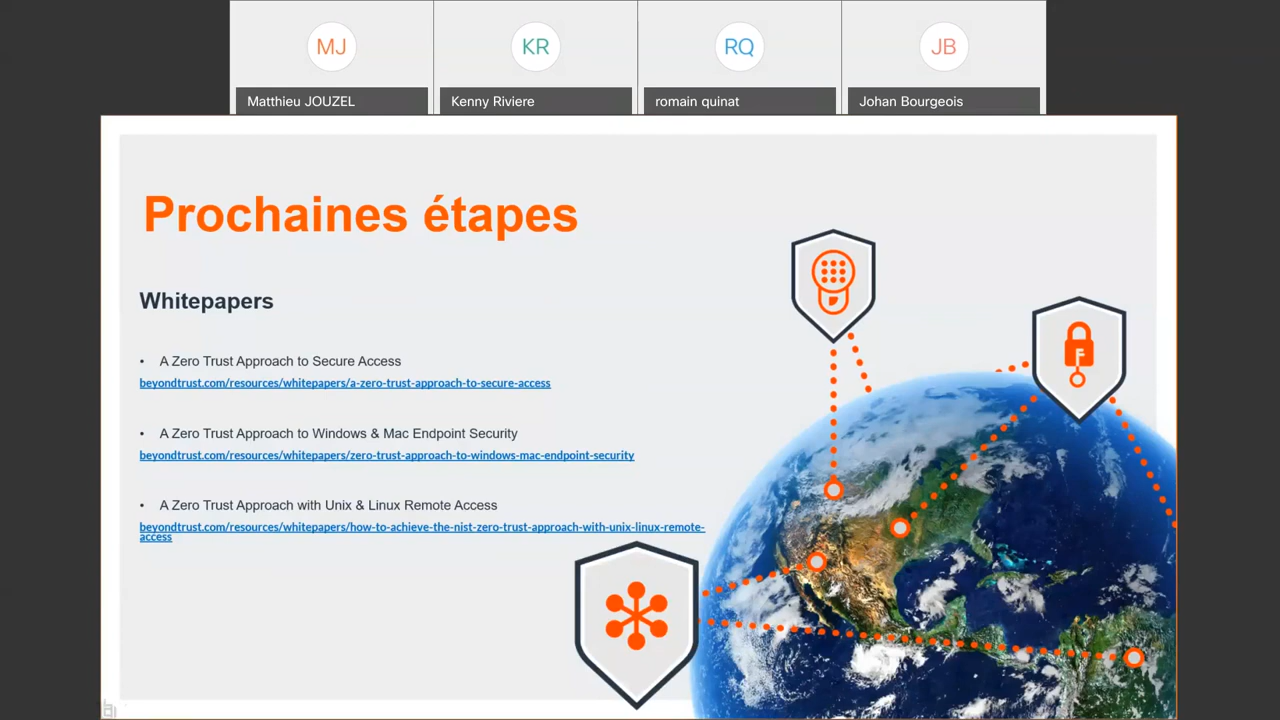 MJ
KR
RQ
JB
Matthieu JOUZEL
Kenny Riviere
romain quinat
Johan Bourgeois
Prochaines étapes
Whitepapers
• A Zero Trust Approach to Secure Access
beyondtrust.com/resources/whitepapers/a-zero-trust-approach-to-secure-access
• A Zero Trust Approach to Windows & Mac Endpoint Security
beyondtrust.com/resources/whitepapers/zero-trust-approach-to-windows-mac-endpoint-security
• A Zero Trust Approach with Unix & Linux Remote Access
beyondtrust.com/resources/whitepapers/how-to-achieve-the-nist-zero-trust-approach-with-unix-linux-remote-
access